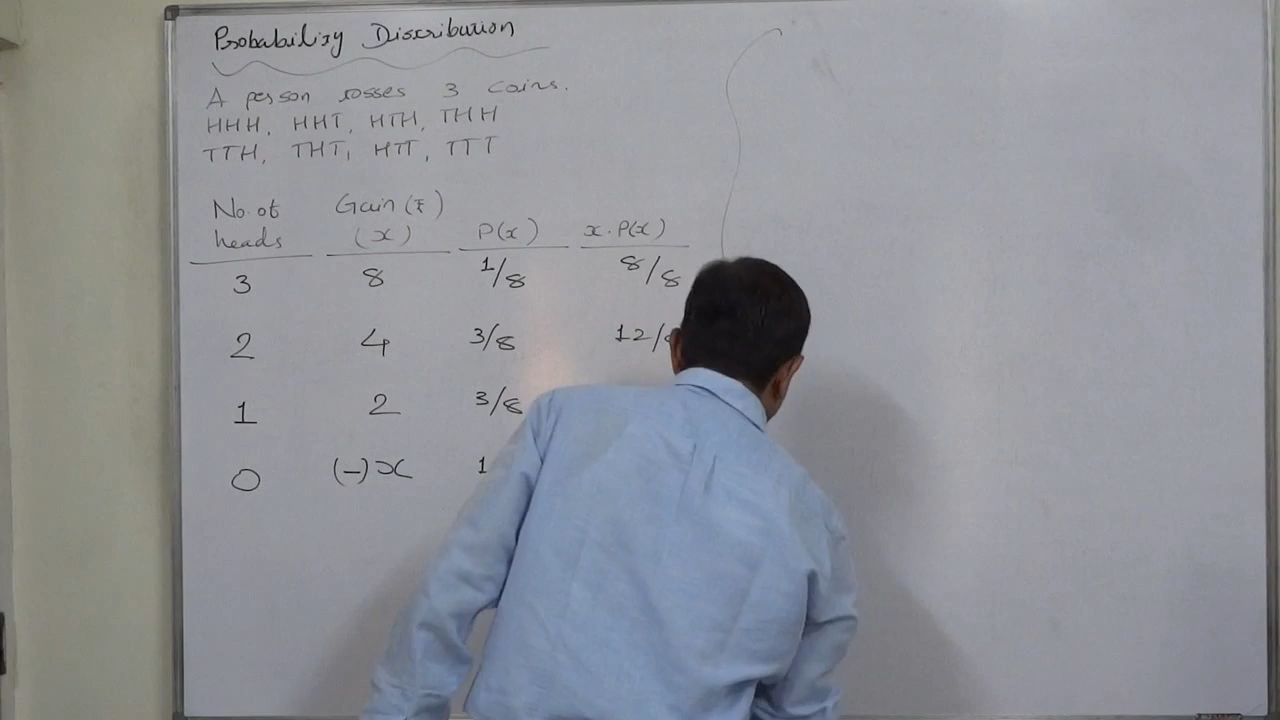 Probability Distribution
A person tosses 3 coins.
HHH, HHT, HTH, THH
TTH, THT, HTT, TTT
No. of heads Gain (₹) (x) P(x) x. P(x)
3 8 1/8 8/8
2 4 3/8 12/
1 2 3/8
0 (-)x 1